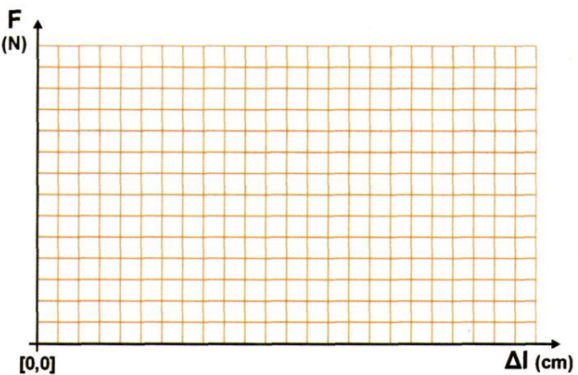 F
(N)
[0,0]
Δl (cm)